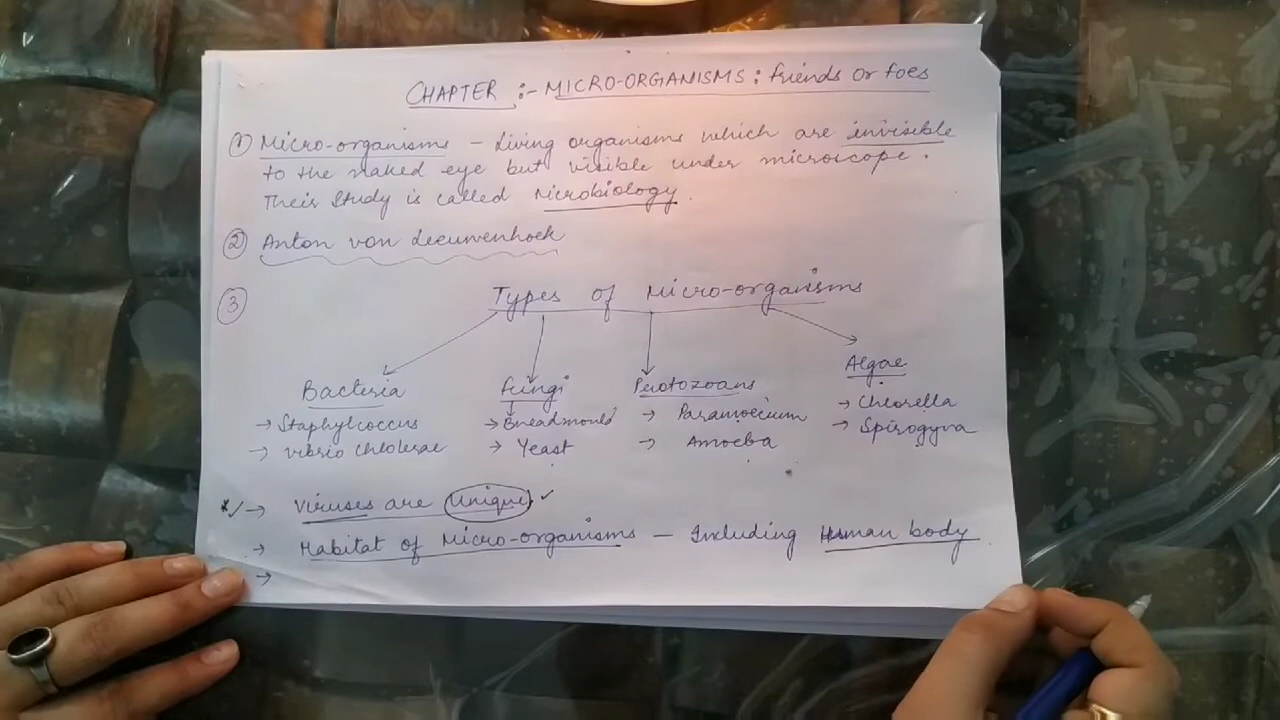 CHAPTER :- MICRO-ORGANISMS : friends or foes
① Micro-organisms - Living organisms which are invisible
to the naked eye but visible under microscope.
Their study is called Microbiology.
② Anton von Leeuwenhoek
③ Types of Micro-organisms
Bacteria Fungi Protozoans Algae
→ Staphylccus → Breadmould → Paramoecium → Chlorella
→ vibrio chlolerae → Yeast → Amoeba → Spirogyra
*✓→ Viruses are Unique ✓
→ Habitat of Micro-organisms - Including Human body
→